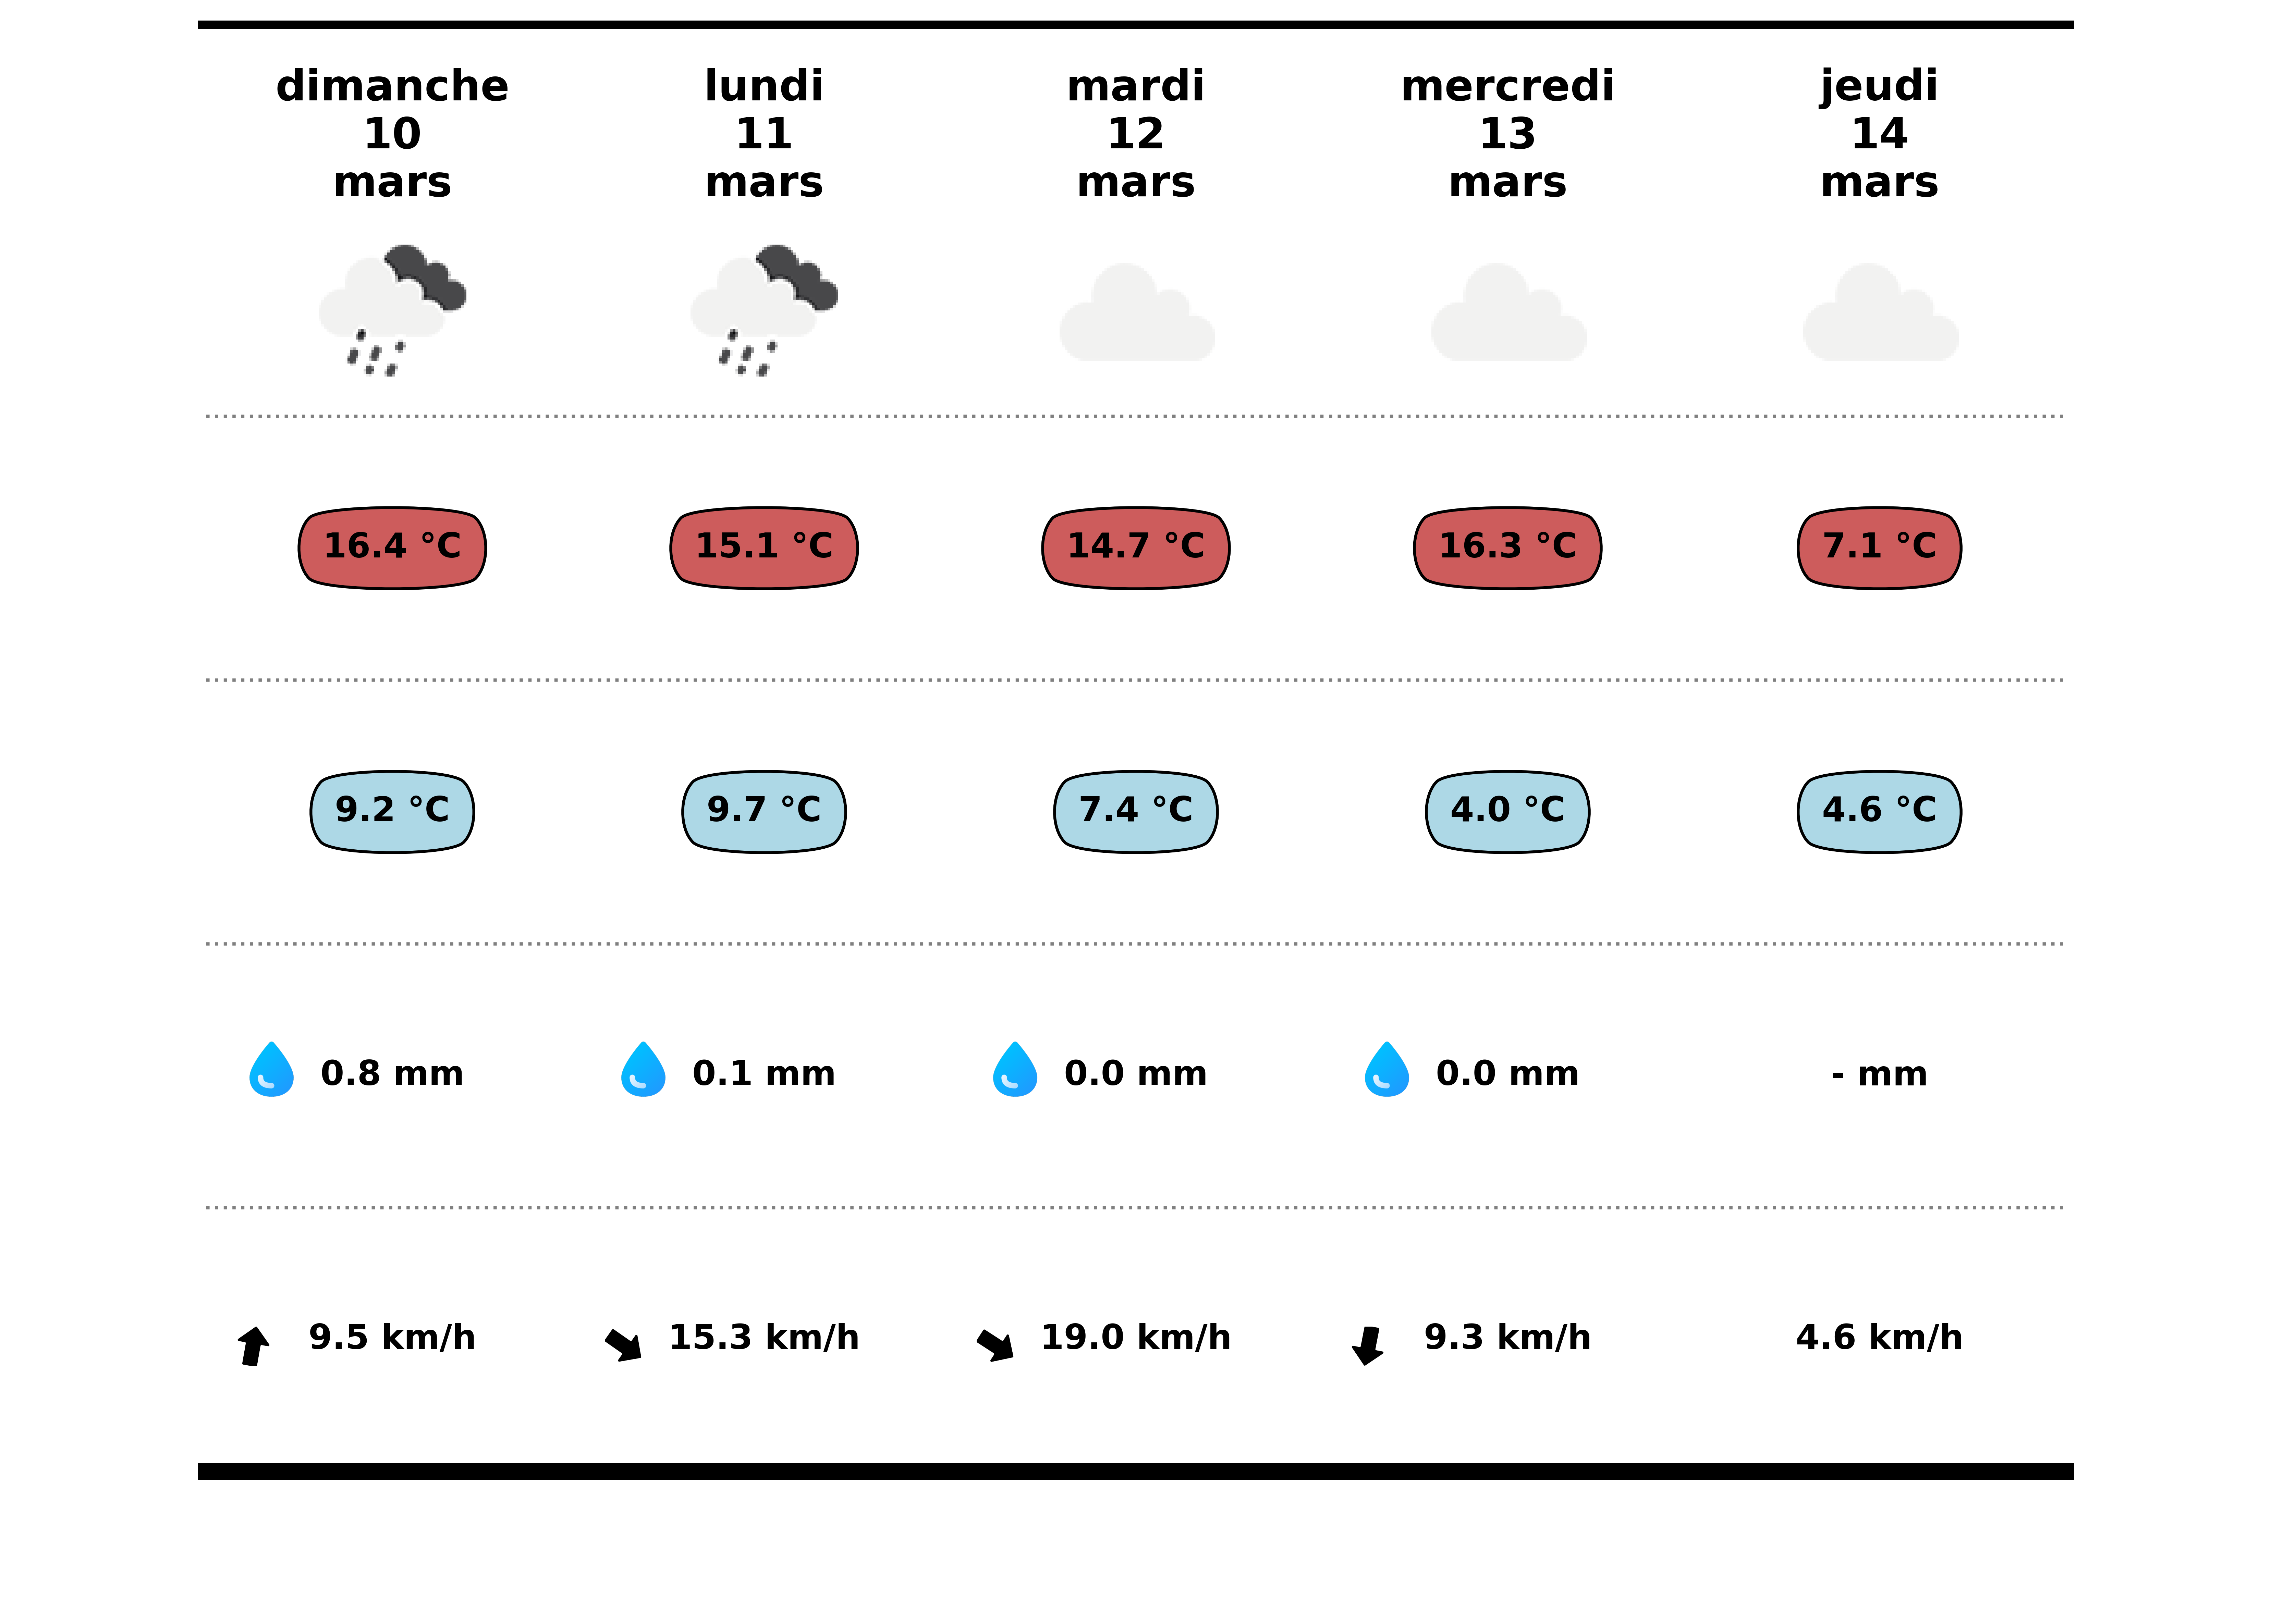 dimanche
10
mars
lundi
11
mars
mardi
12
mars
mercredi
13
mars
jeudi
14
mars
16.4 °C
15.1 °C
14.7 °C
16.3 °C
7.1 °C
9.2 °C
9.7 °C
7.4 °C
4.0 °C
4.6 °C
0.8 mm
0.1 mm
0.0 mm
0.0 mm
- mm
9.5 km/h
15.3 km/h
19.0 km/h
9.3 km/h
4.6 km/h